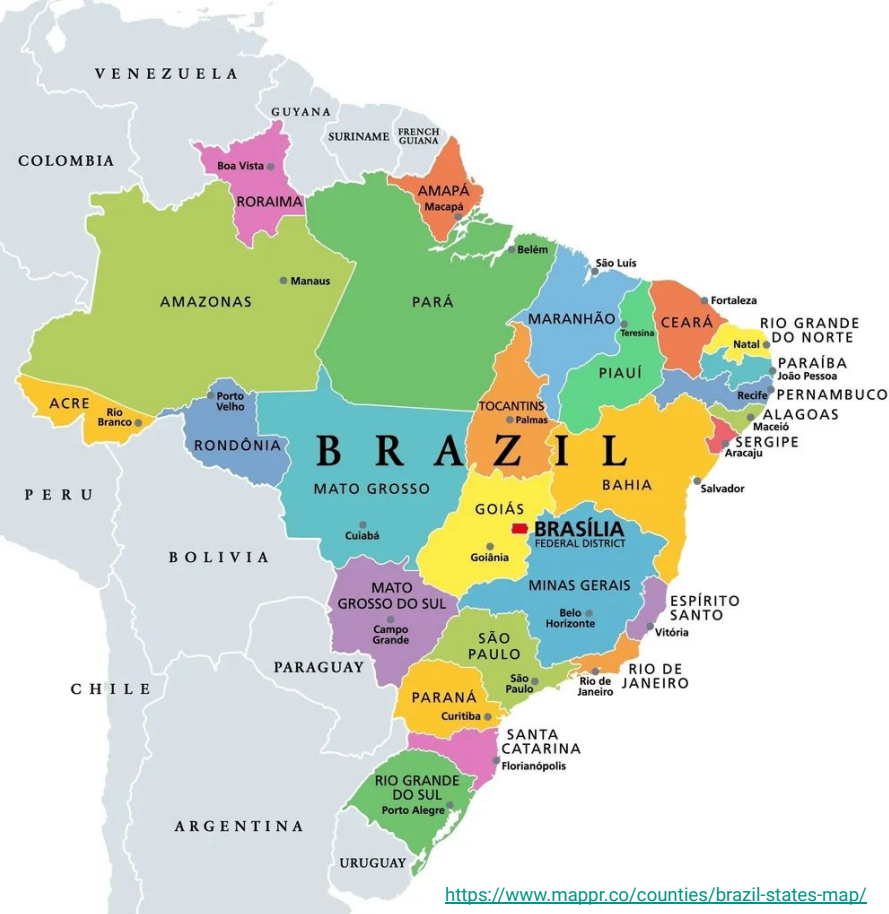 VENEZUELA
GUYANA
SURINAME
FRENCH
GUIANA
COLOMBIA
Boa Vista
RORAIMA
AMAPÁ
Macapá
Belém
São Luís
Manaus
AMAZONAS
PARÁ
MARANHÃO
Teresina
Fortaleza
CEARÁ
RIO GRANDE
DO NORTE
Natal
PARAÍBA
João Pessoa
PIAUÍ
Recife
PERNAMBUCO
ALAGOAS
Maceió
SERGIPE
Aracaju
ACRE
Rio
Branco
Porto
Velho
RONDÔNIA
TOCANTINS
Palmas
BRAZIL
MATO GROSSO
BAHIA
Salvador
PERU
GOIÁS
BRASÍLIA
FEDERAL DISTRICT
Cuiabá
Goiânia
BOLIVIA
MINAS GERAIS
Belo
Horizonte
MATO
GROSSO DO SUL
Campo
Grande
ESPÍRITO
SANTO
Vitória
SÃO
PAULO
São
Paulo
RIO DE
JANEIRO
Rio de
Janeiro
PARAGUAY
CHILE
PARANÁ
Curitiba
SANTA
CATARINA
Florianópolis
RIO GRANDE
DO SUL
Porto Alegre
ARGENTINA
URUGUAY
https://www.mappr.co/counties/brazil-states-map/